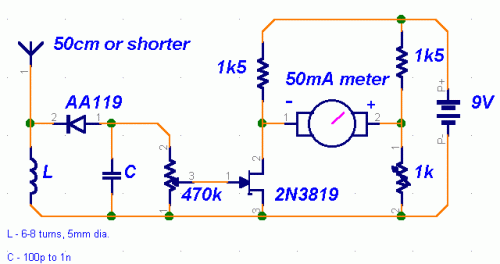 50cm or shorter
1k5
1k5
50mA meter
AA119
9V
P+
P-
- +
1
2 1
1 2
2
2
3 1
1
3
2
L
C
470k
2N3819
1k
L - 6-8 turns, 5mm dia.
C - 100p to 1n